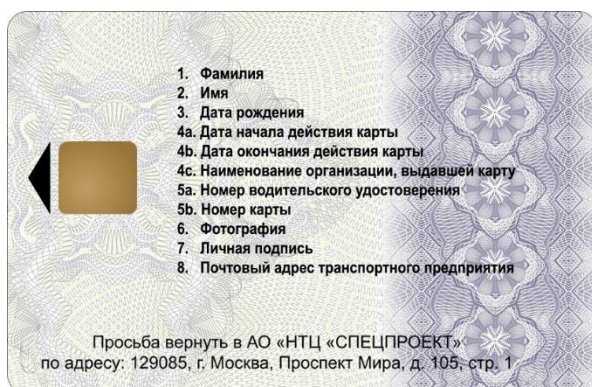 1. Фамилия
2. Имя
3. Дата рождения
4a. Дата начала действия карты
4b. Дата окончания действия карты
4c. Наименование организации, выдавшей карту
5a. Номер водительского удостоверения
5b. Номер карты
6. Фотография
7. Личная подпись
8. Почтовый адрес транспортного предприятия
Просьба вернуть в АО «НТЦ «СПЕЦПРОЕКТ»
по адресу: 129085, г. Москва, Проспект Мира, д. 105, стр. 1